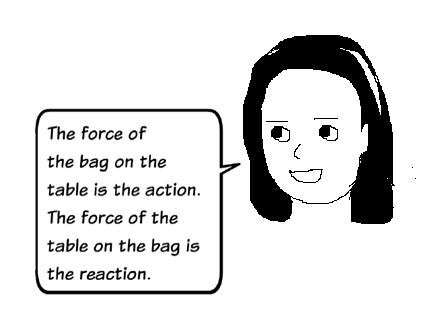 The force of
the bag on the
table is the action.
The force of the
table on the bag is
the reaction.